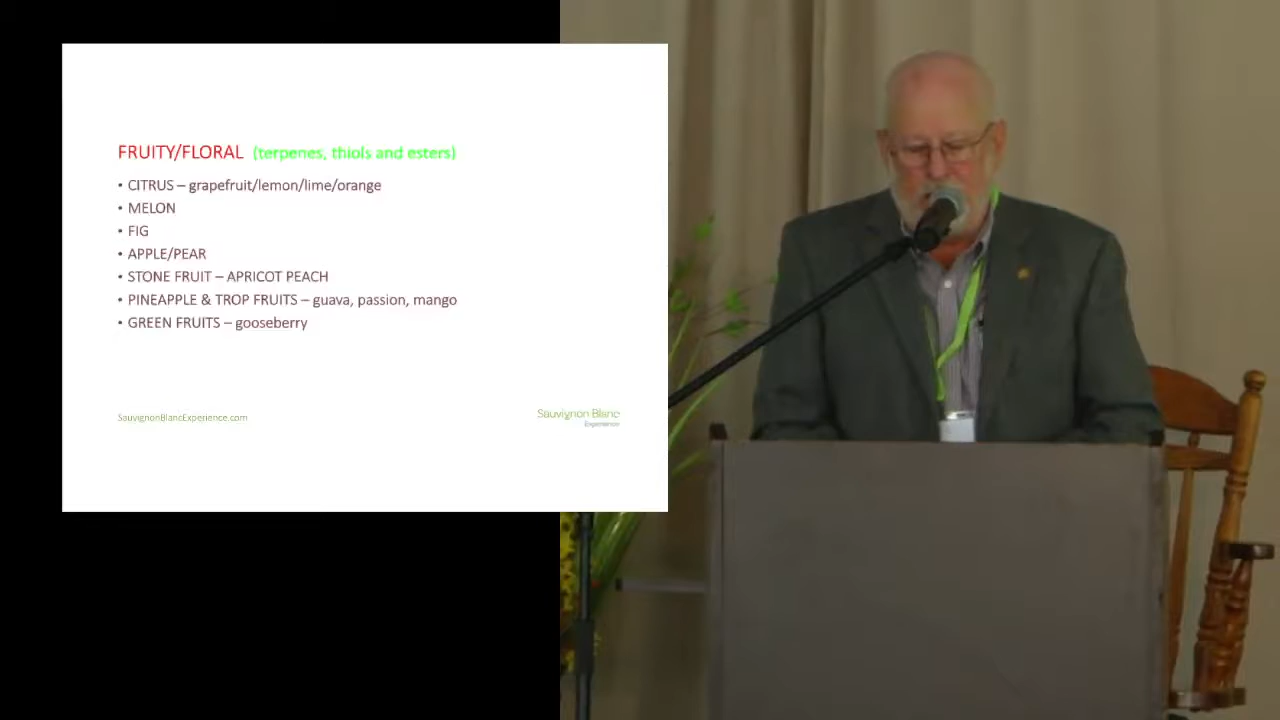 FRUITY/FLORAL (terpenes, thiols and esters)
• CITRUS – grapefruit/lemon/lime/orange
• MELON
• FIG
• APPLE/PEAR
• STONE FRUIT – APRICOT PEACH
• PINEAPPLE & TROP FRUITS – guava, passion, mango
• GREEN FRUITS – gooseberry
SauvignonBlancExperience.com
Sauvignon Blanc
Experience